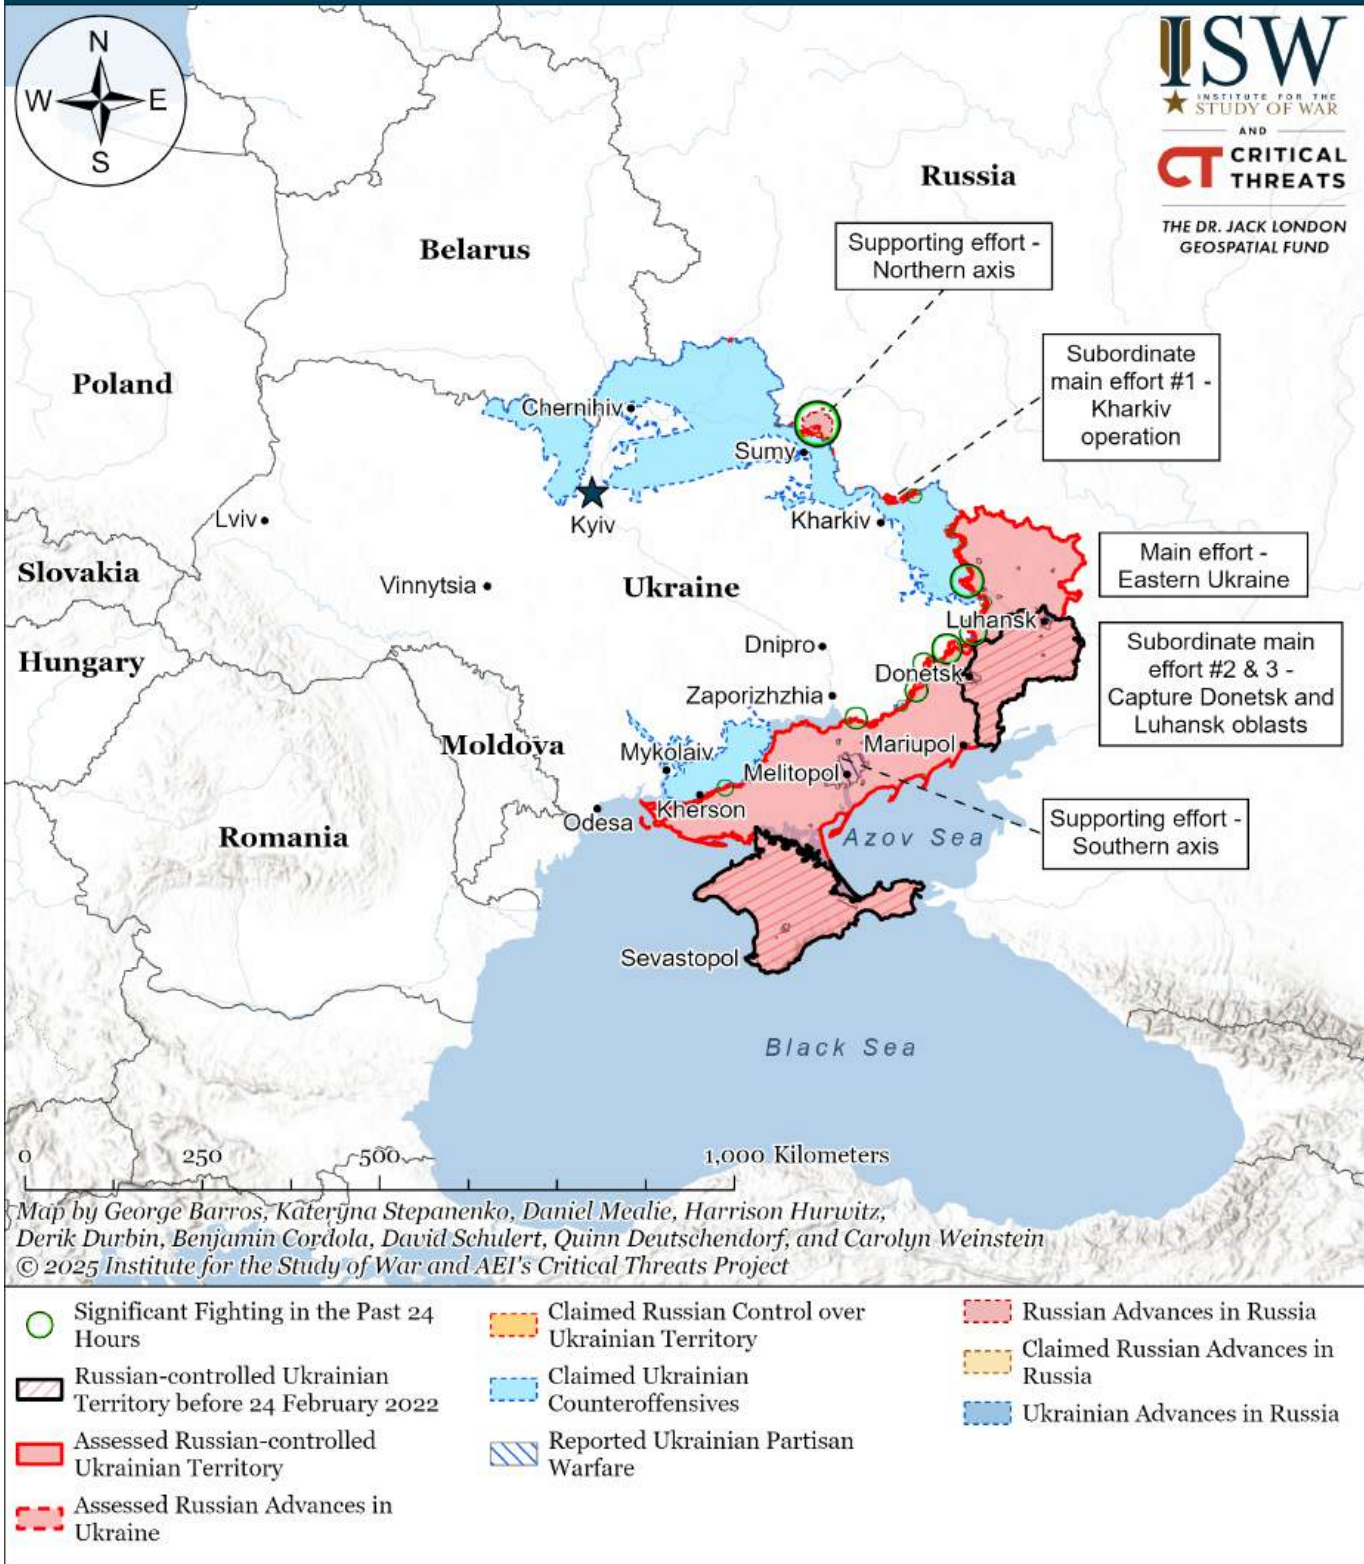 N
W
E
S
ISW
INSTITUTE FOR THE
STUDY OF WAR
AND
CT CRITICAL
THREATS
THE DR. JACK LONDON
GEOSPATIAL FUND
Russia
Supporting effort -
Northern axis
Belarus
Subordinate
main effort #1 -
Kharkiv
operation
Poland
Chernihiv
Sumy
Lviv
Kyiv
Kharkiv
Main effort -
Eastern Ukraine
Slovakia
Vinnytsia
Ukraine
Luhansk
Hungary
Dnipro
Donetsk
Subordinate main
effort #2 & 3 -
Capture Donetsk and
Luhansk oblasts
Zaporizhzhia
Moldova
Mykolaiv
Mariupol
Melitopol
Kherson
Odesa
Romania
Azov Sea
Supporting effort -
Southern axis
Sevastopol
Black Sea
0 250 500 1,000 Kilometers
Map by George Barros, Kateryna Stepanenko, Daniel Mealie, Harrison Hurwitz,
Derik Durbin, Benjamin Cordola, David Schulert, Quinn Deutschendorf, and Carolyn Weinstein
© 2025 Institute for the Study of War and AEI's Critical Threats Project
Significant Fighting in the Past 24
Hours
Russian-controlled Ukrainian
Territory before 24 February 2022
Assessed Russian-controlled
Ukrainian Territory
Assessed Russian Advances in
Ukraine
Claimed Russian Control over
Ukrainian Territory
Claimed Ukrainian
Counteroffensives
Reported Ukrainian Partisan
Warfare
Russian Advances in Russia
Claimed Russian Advances in
Russia
Ukrainian Advances in Russia